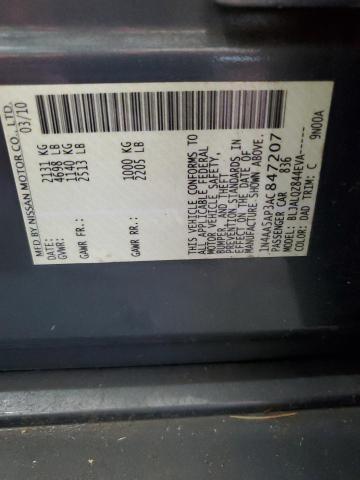 MFD BY NISSAN MOTOR CO., LTD.
03/10
GVWR: 2131 KG
4698 LB
GAWR FR.: 1140 KG
2513 LB
GAWR RR.: 1000 KG
2205 LB
THIS VEHICLE CONFORMS TO
ALL APPLICABLE FEDERAL
MOTOR VEHICLE SAFETY,
BUMPER, AND THEFT
PREVENTION STANDARDS IN
EFFECT ON THE DATE OF
MANUFACTURE SHOWN ABOVE.
1N4AA5AP3AC 847207
PASSENGER CAR 836
MODEL: BL3ALQ2844EVA-----
COLOR: DAD TRIM: C 9N00A